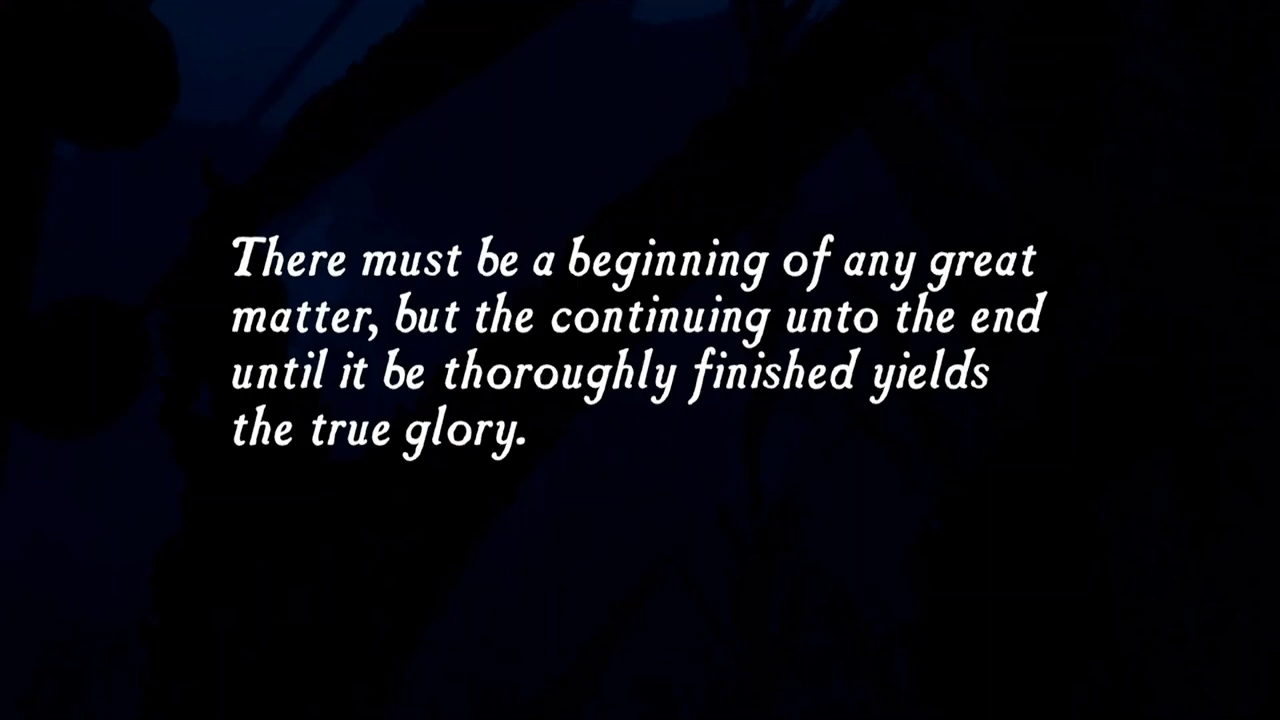 There must be a beginning of any great
matter, but the continuing unto the end
until it be thoroughly finished yields
the true glory.